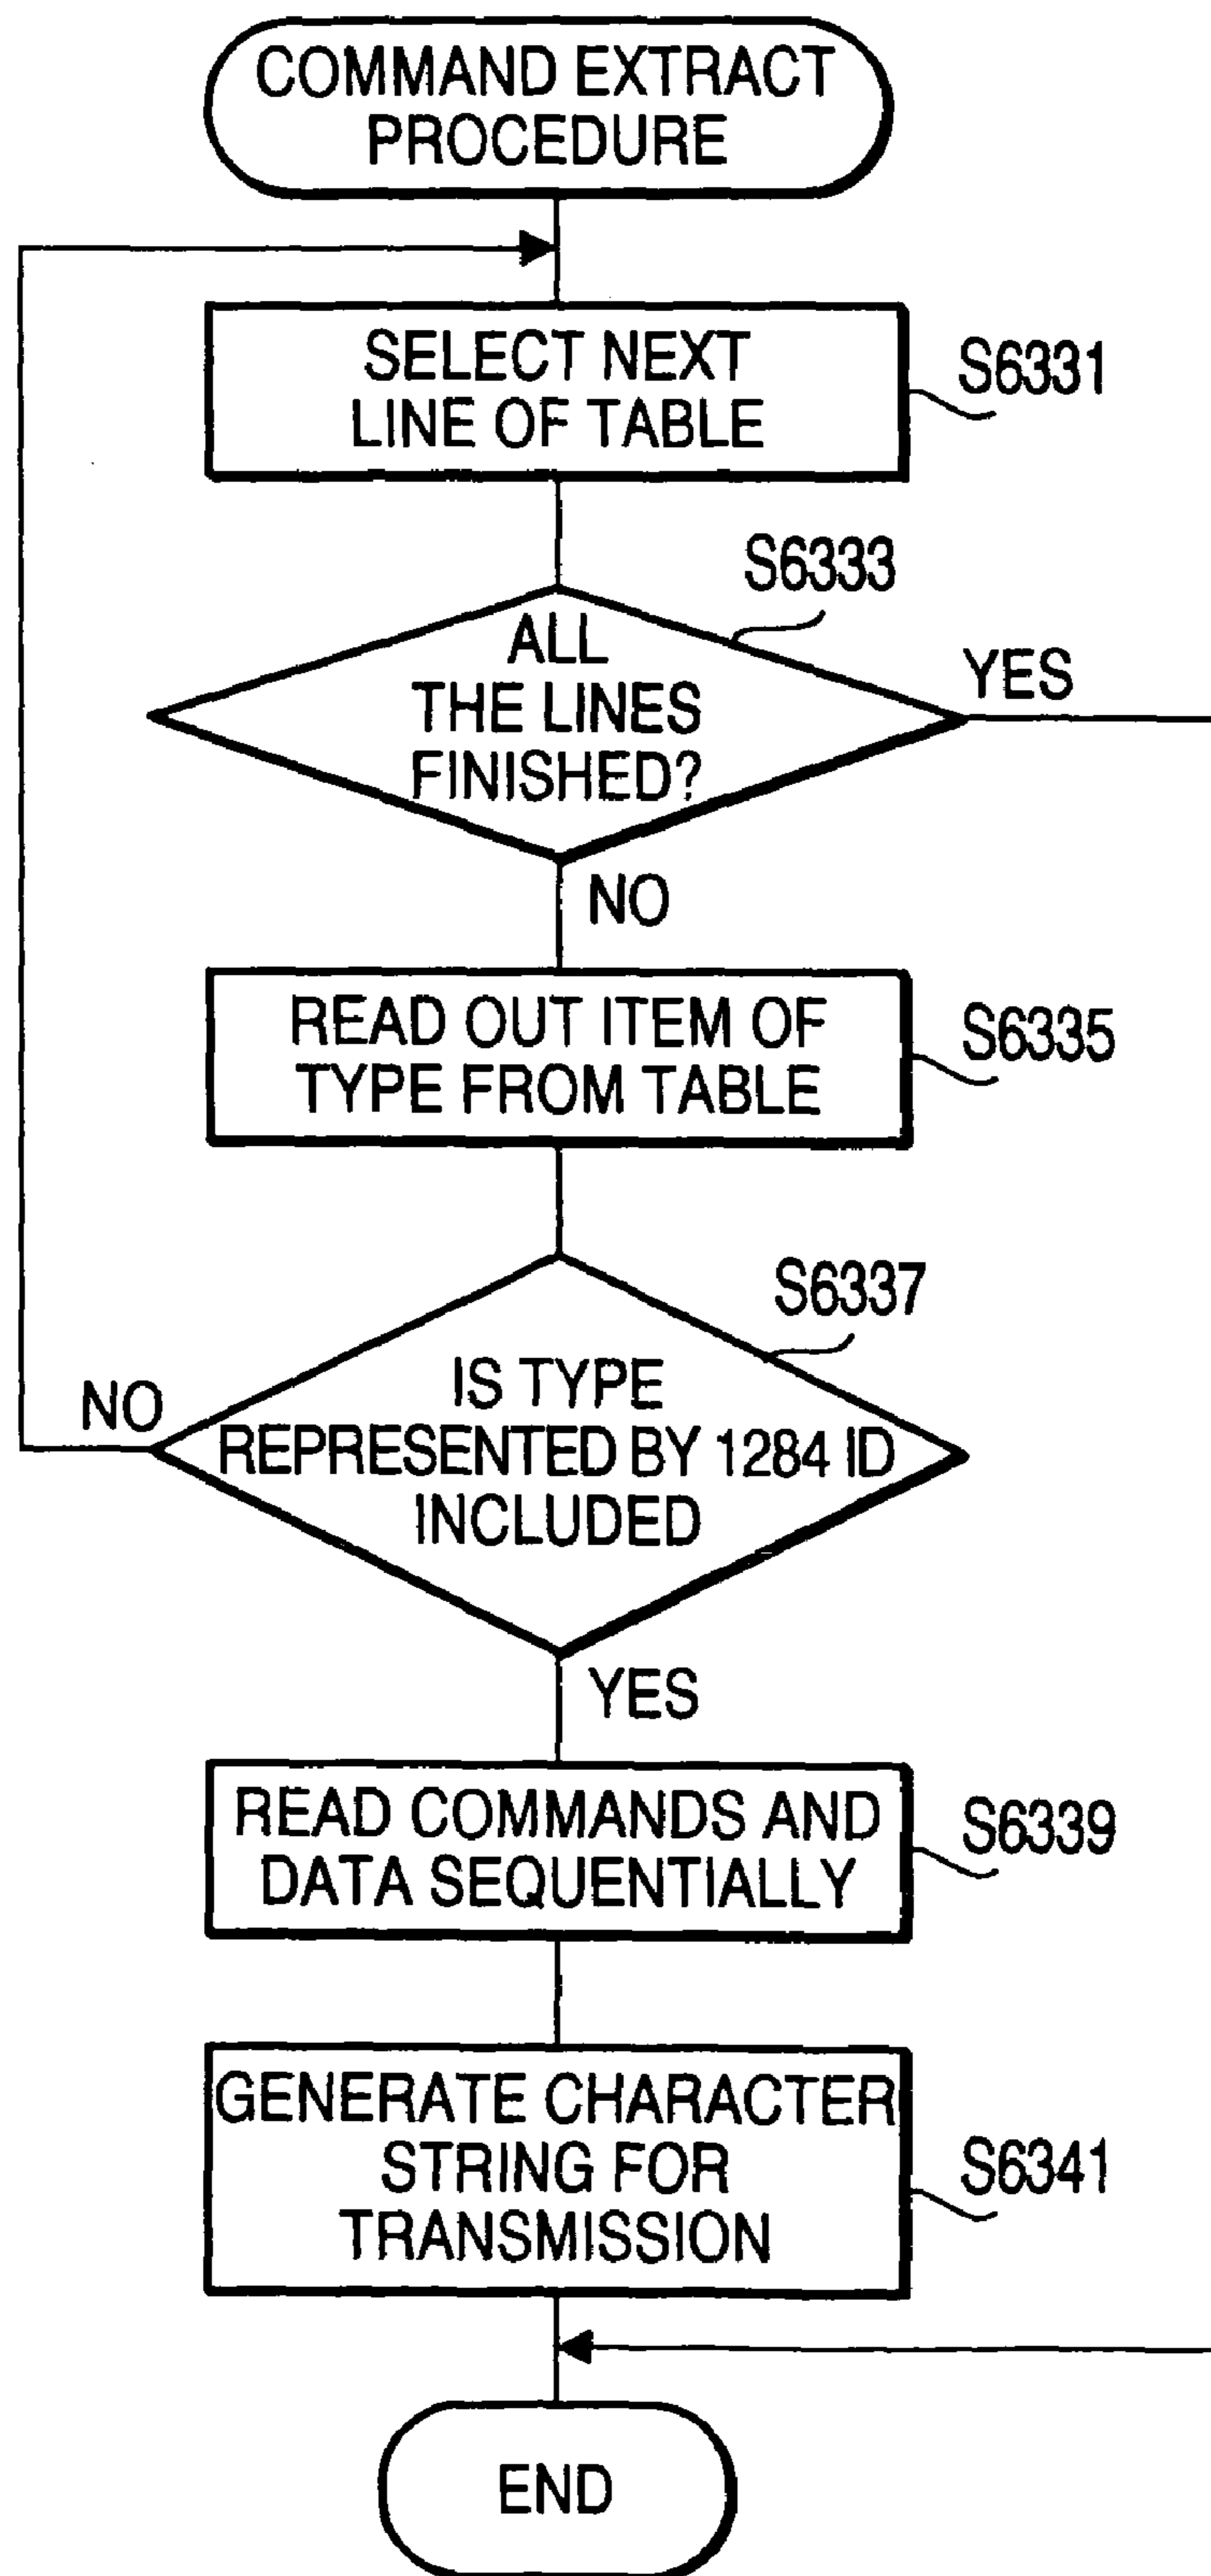 COMMAND EXTRACT
PROCEDURE
SELECT NEXT
LINE OF TABLE
S6331
S6333
ALL
THE LINES
FINISHED?
YES
NO
READ OUT ITEM OF
TYPE FROM TABLE
S6335
S6337
IS TYPE
REPRESENTED BY 1284 ID
INCLUDED
NO
YES
READ COMMANDS AND
DATA SEQUENTIALLY
S6339
GENERATE CHARACTER
STRING FOR
TRANSMISSION
S6341
END